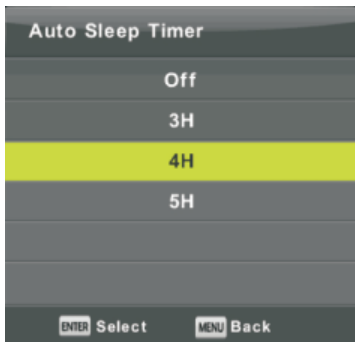 Auto Sleep Timer
Off
3H
4H
5H
ENTER Select MENU Back